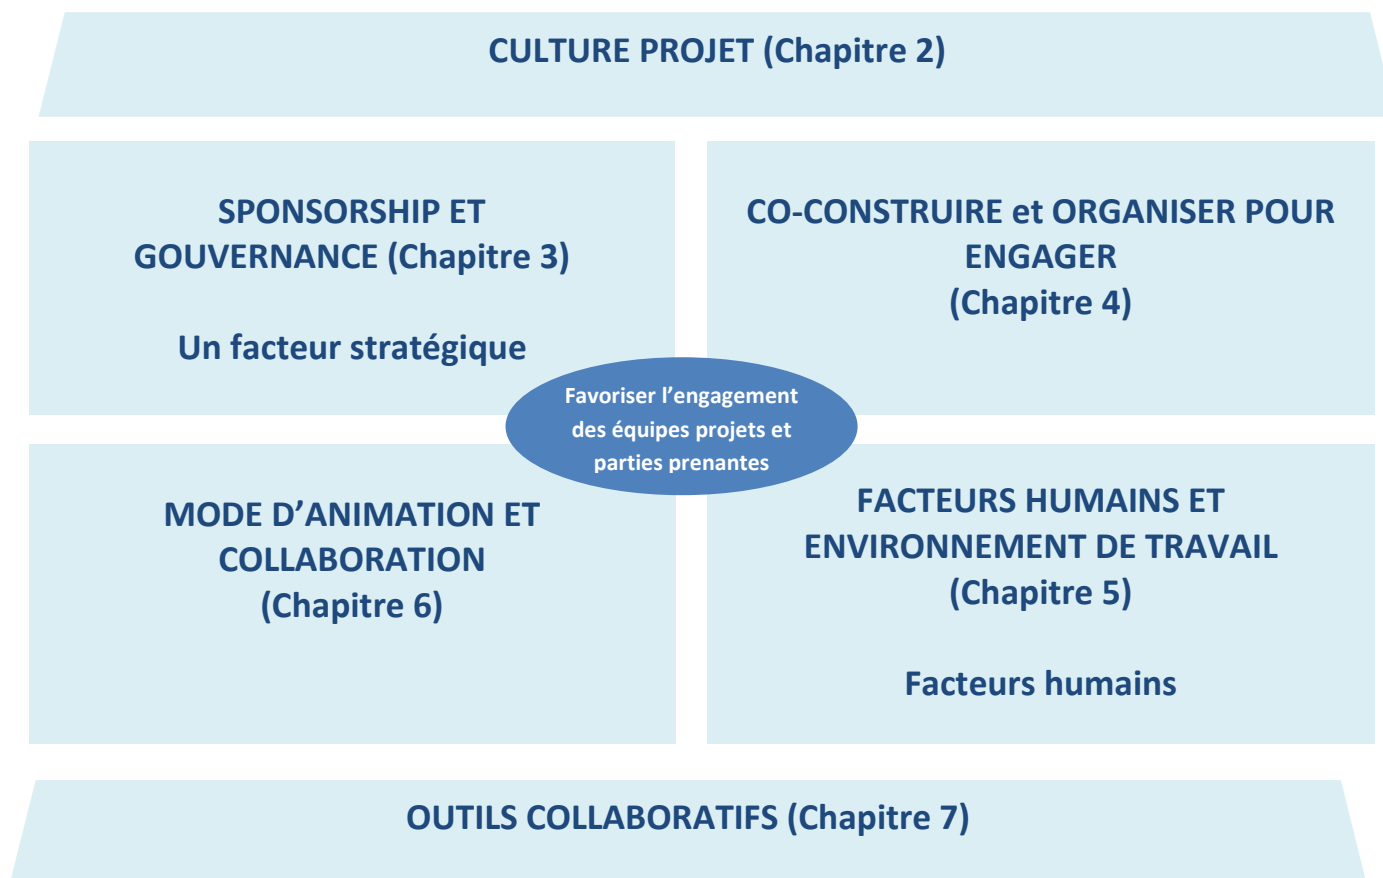 CULTURE PROJET (Chapitre 2)
SPONSORSHIP ET
GOUVERNANCE (Chapitre 3)
Un facteur stratégique
CO-CONSTRUIRE et ORGANISER POUR
ENGAGER
(Chapitre 4)
Favoriser l’engagement
des équipes projets et
parties prenantes
MODE D’ANIMATION ET
COLLABORATION
(Chapitre 6)
FACTEURS HUMAINS ET
ENVIRONNEMENT DE TRAVAIL
(Chapitre 5)
Facteurs humains
OUTILS COLLABORATIFS (Chapitre 7)